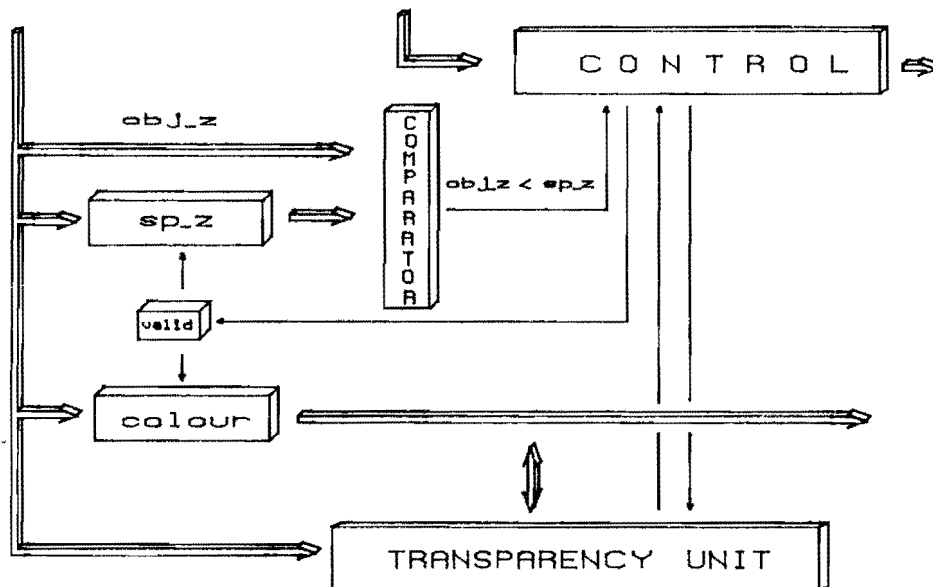 CONTROL
obj_z
COMPARATOR
obj_z < sp_z
sp_z
valid
colour
TRANSPARENCY UNIT